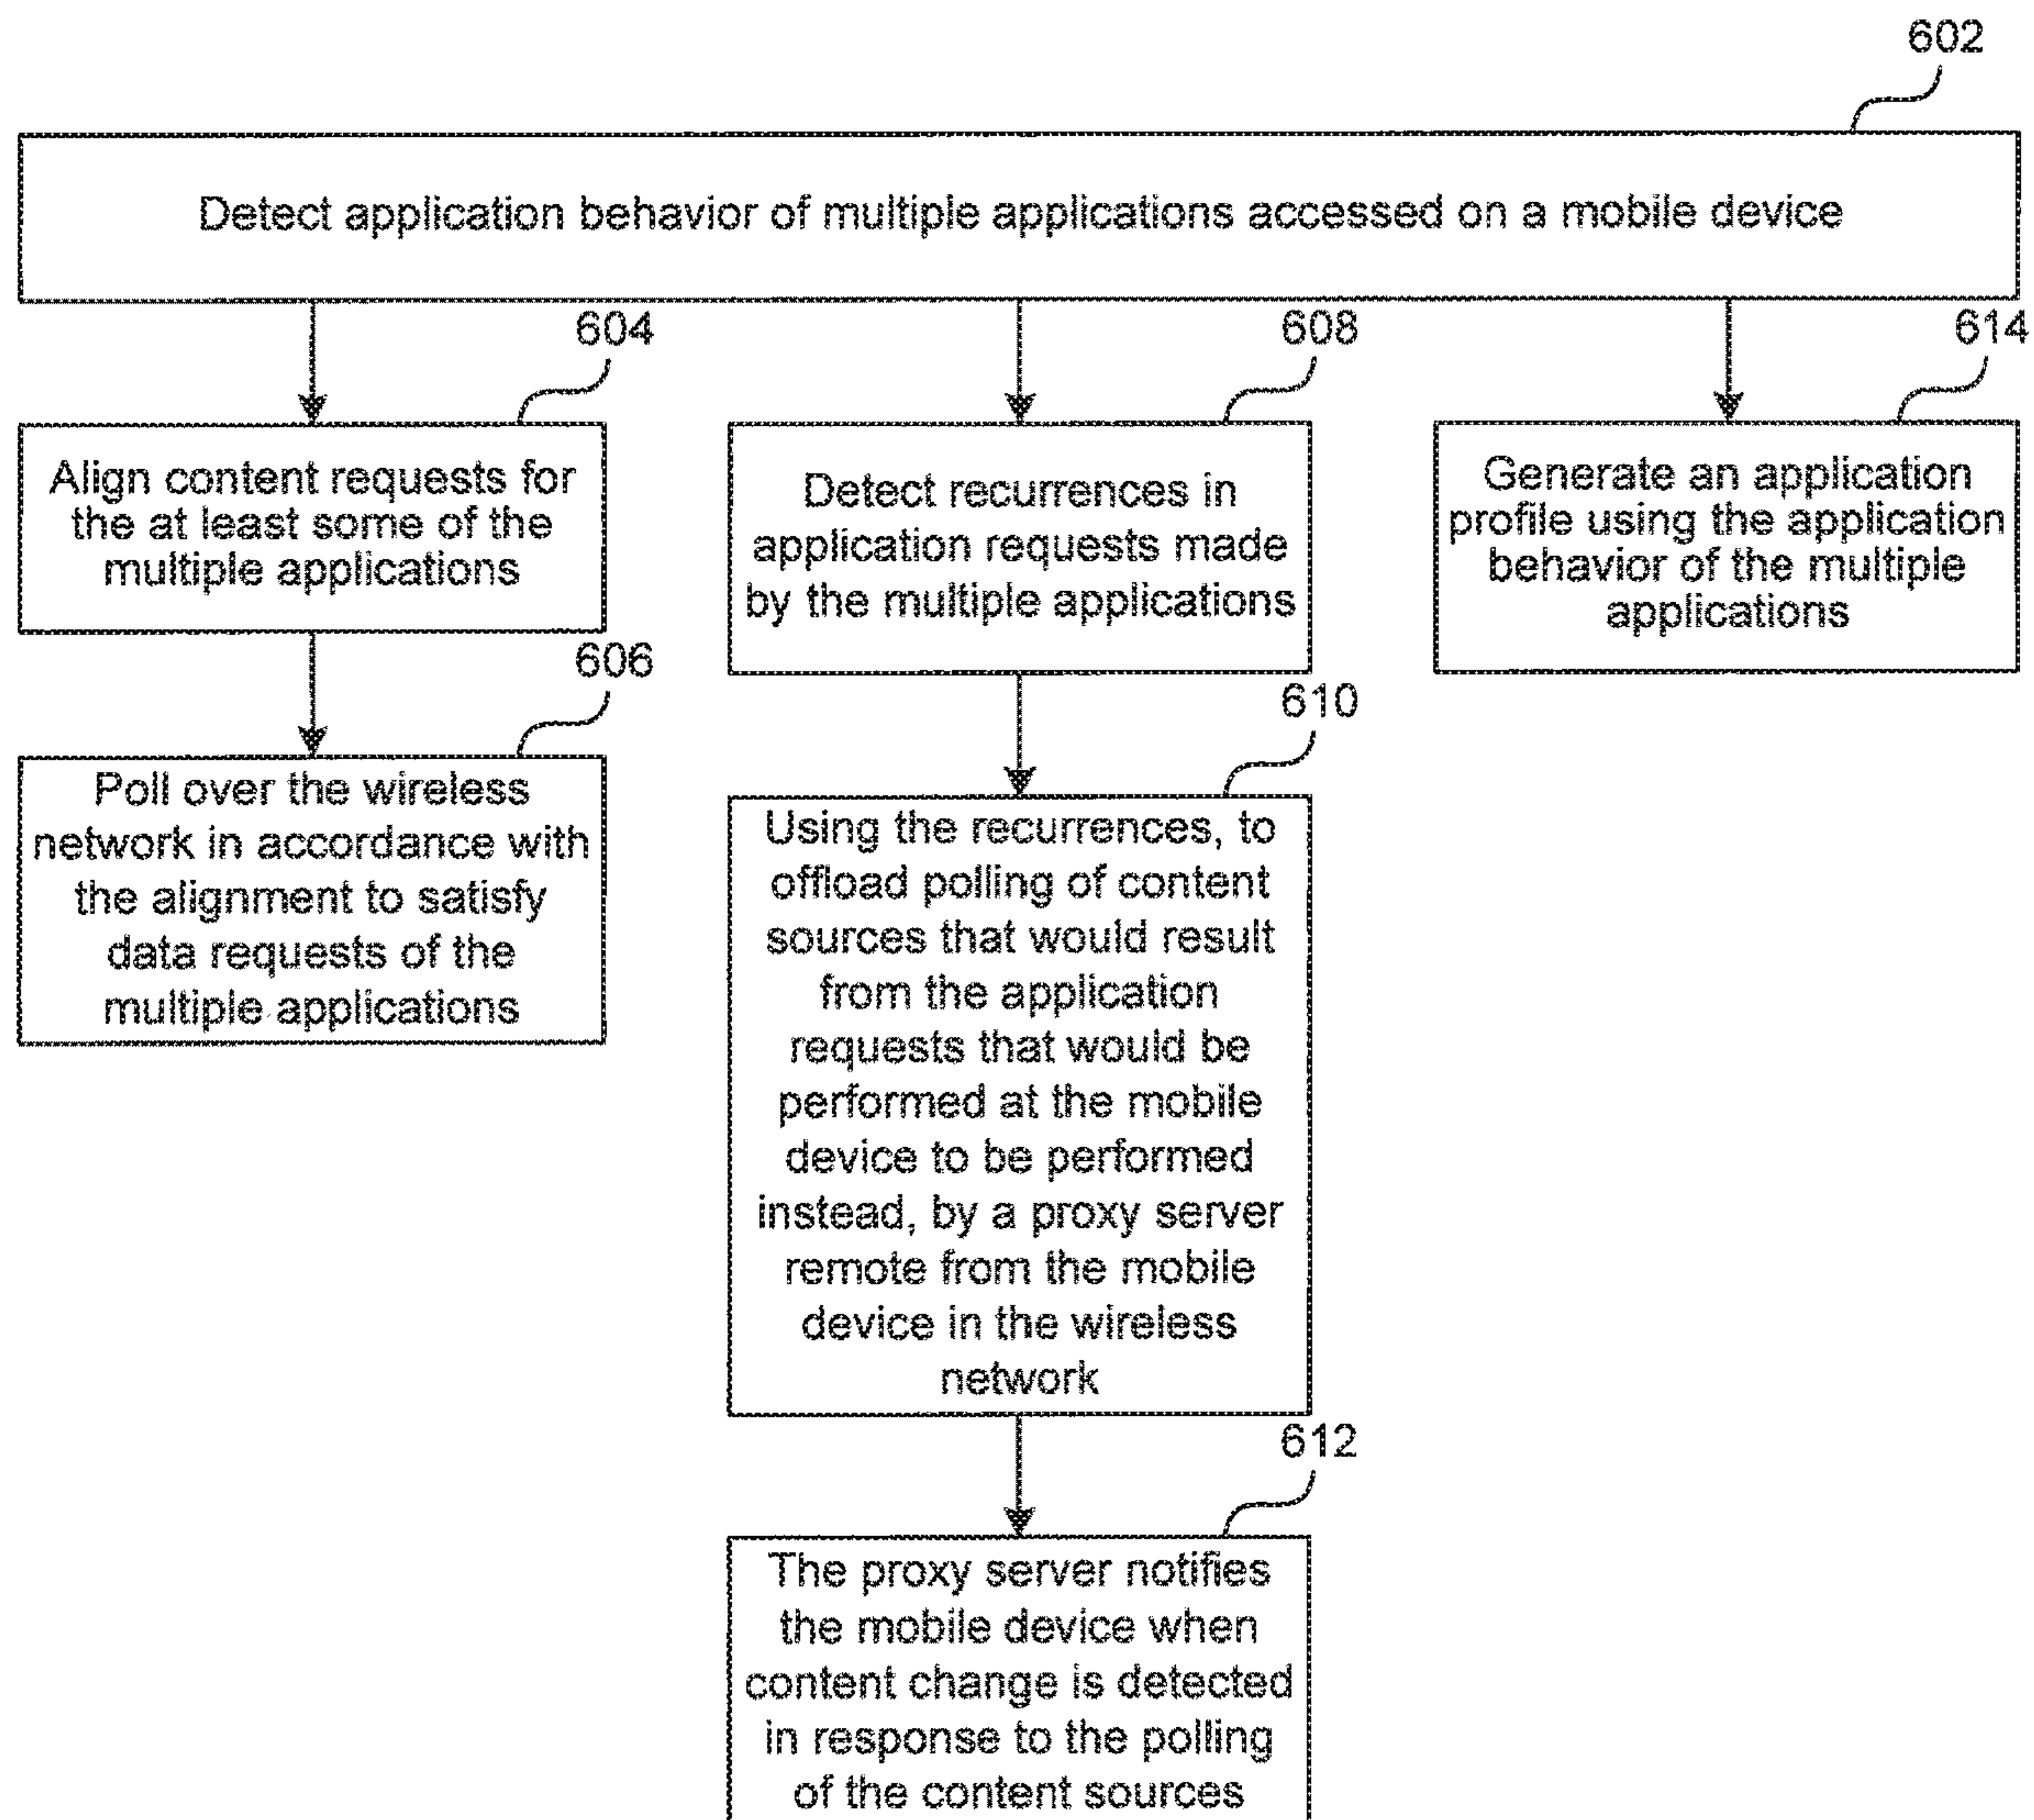 602
Detect application behavior of multiple applications accessed on a mobile device
604
Align content requests for
the at least some of the
multiple applications
606
Poll over the wireless
network in accordance with
the alignment to satisfy
data requests of the
multiple applications
608
Detect recurrences in
application requests made
by the multiple applications
610
Using the recurrences, to
offload polling of content
sources that would result
from the application
requests that would be
performed at the mobile
device to be performed
instead, by a proxy server
remote from the mobile
device in the wireless
network
612
The proxy server notifies
the mobile device when
content change is detected
in response to the polling
of the content sources
614
Generate an application
profile using the application
behavior of the multiple
applications